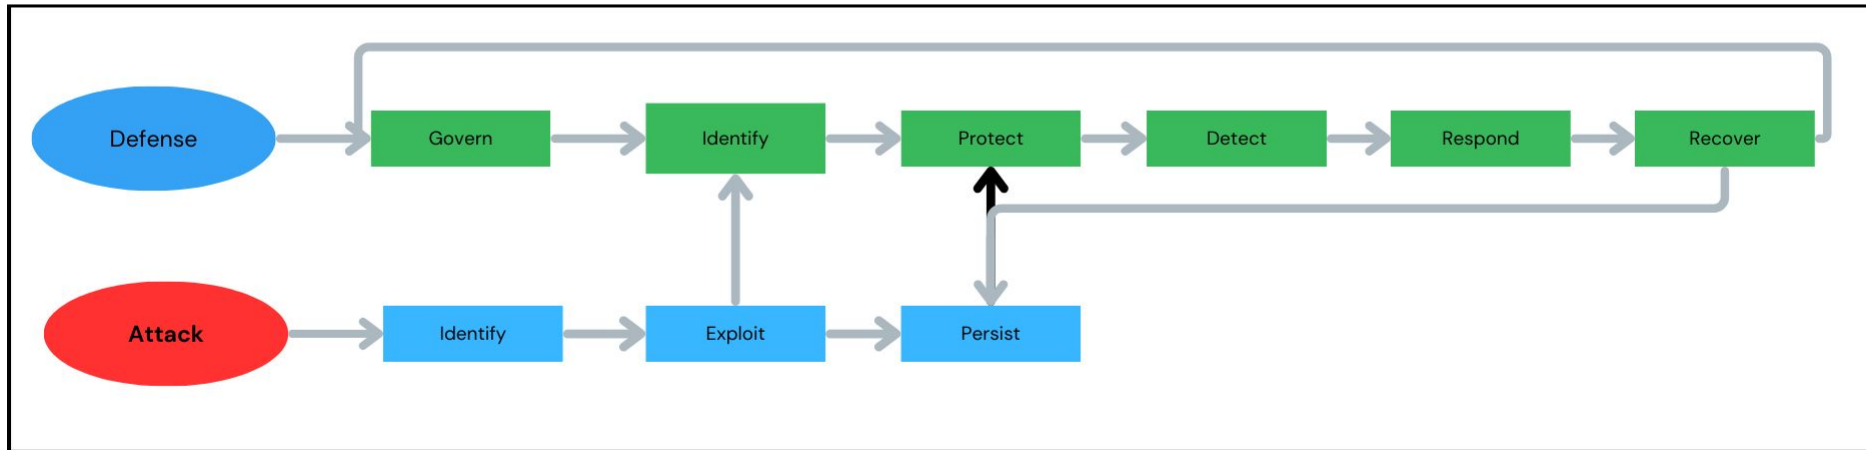 Defense
Govern
Identify
Protect
Detect
Respond
Recover
Attack
Identify
Exploit
Persist